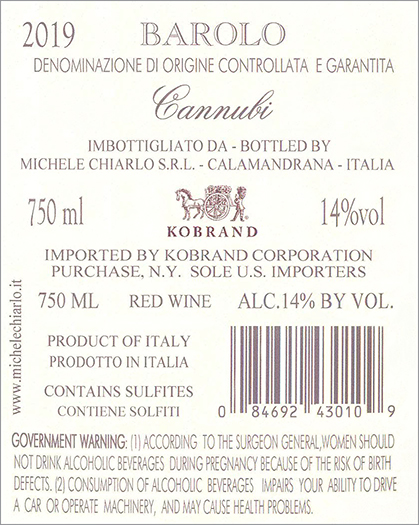 2019 BAROLO
DENOMINAZIONE DI ORIGINE CONTROLLATA E GARANTITA
Cannubi
IMBOTTIGLIATO DA - BOTTLED BY
MICHELE CHIARLO S.R.L. - CALAMANDRANA - ITALIA
750 ml
KOBRAND
14%vol
IMPORTED BY KOBRAND CORPORATION
PURCHASE, N.Y. SOLE U.S. IMPORTERS
750 ML RED WINE ALC.14% BY VOL.
www.michelechiarlo.it
PRODUCT OF ITALY
PRODOTTO IN ITALIA
CONTAINS SULFITES
CONTIENE SOLFITI
0 84692 43010 9
GOVERNMENT WARNING: (1) ACCORDING TO THE SURGEON GENERAL,WOMEN SHOULD
NOT DRINK ALCOHOLIC BEVERAGES DURING PREGNANCY BECAUSE OF THE RISK OF BIRTH
DEFECTS. (2) CONSUMPTION OF ALCOHOLIC BEVERAGES IMPAIRS YOUR ABILITY TO DRIVE
A CAR OR OPERATE MACHINERY, AND MAY CAUSE HEALTH PROBLEMS.